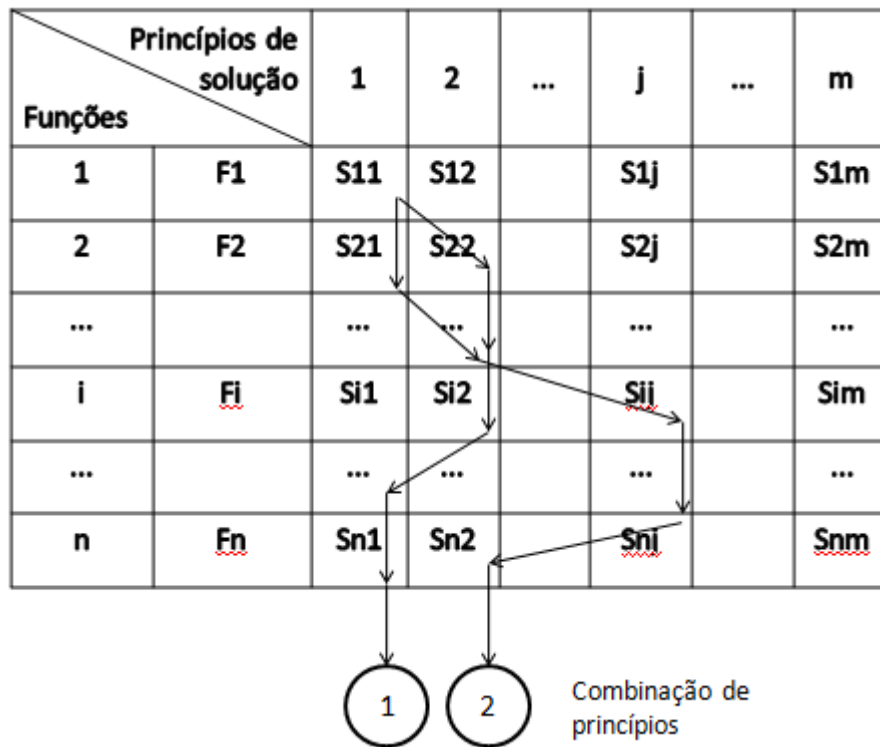 Princípios de
solução
Funções
1 2 ... j ... m
1 F1 S11 S12 S1j S1m
2 F2 S21 S22 S2j S2m
... ... ... ... ...
i Fi Si1 Si2 Sij Sim
... ... ... ... ...
n Fn Sn1 Sn2 Snj Snm
1 2
Combinação de
princípios